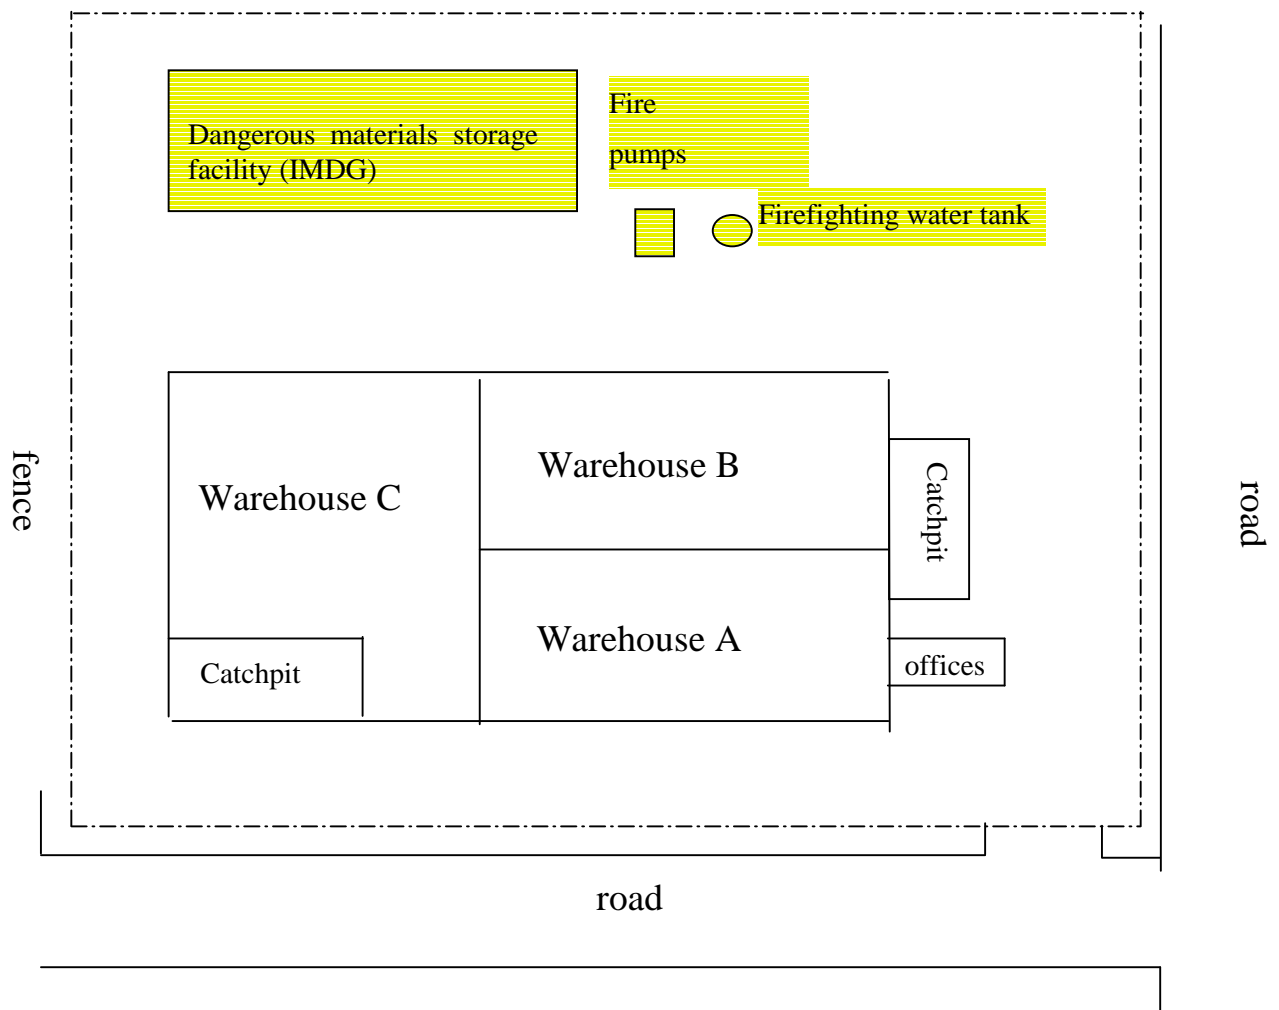 Dangerous materials storage
facility (IMDG)
Fire
pumps
Firefighting water tank
fence
Warehouse C
Warehouse B
Catchpit
road
Warehouse A
Catchpit
offices
road